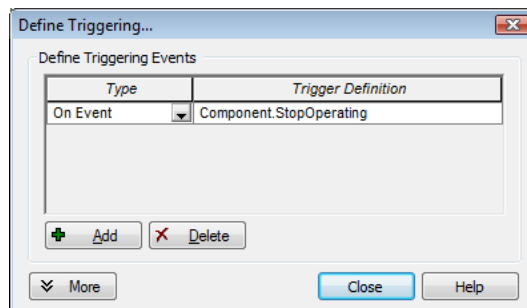 Define Triggering...
Define Triggering Events
Type Trigger Definition
On Event Component.StopOperating
Add Delete
More Close Help